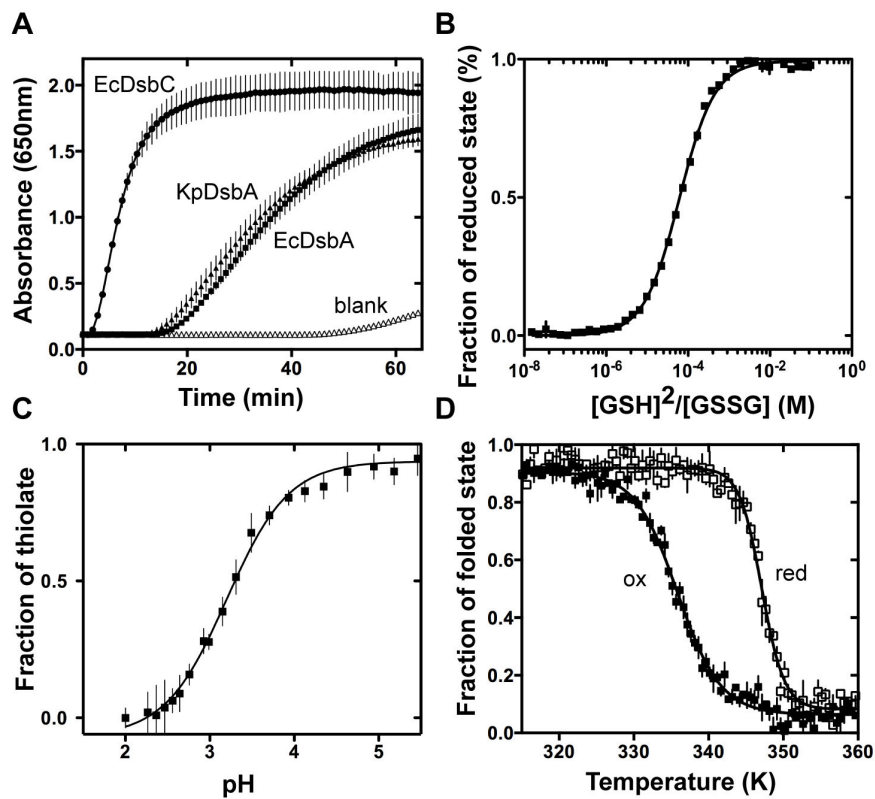 A
Absorbance (650nm)
2.0
1.5
1.0
0.5
0.0
EcDsbC
KpDsbA
EcDsbA
blank
0 20 40 60
Time (min)
B
Fraction of reduced state (%)
1.0
0.5
0.0
10-8 10-6 10-4 10-2 100
[GSH]2/[GSSG] (M)
C
Fraction of thiolate
1.0
0.5
0.0
2 3 4 5
pH
D
Fraction of folded state
1.0
0.8
0.6
0.4
0.2
0.0
ox
red
320 330 340 350 360
Temperature (K)